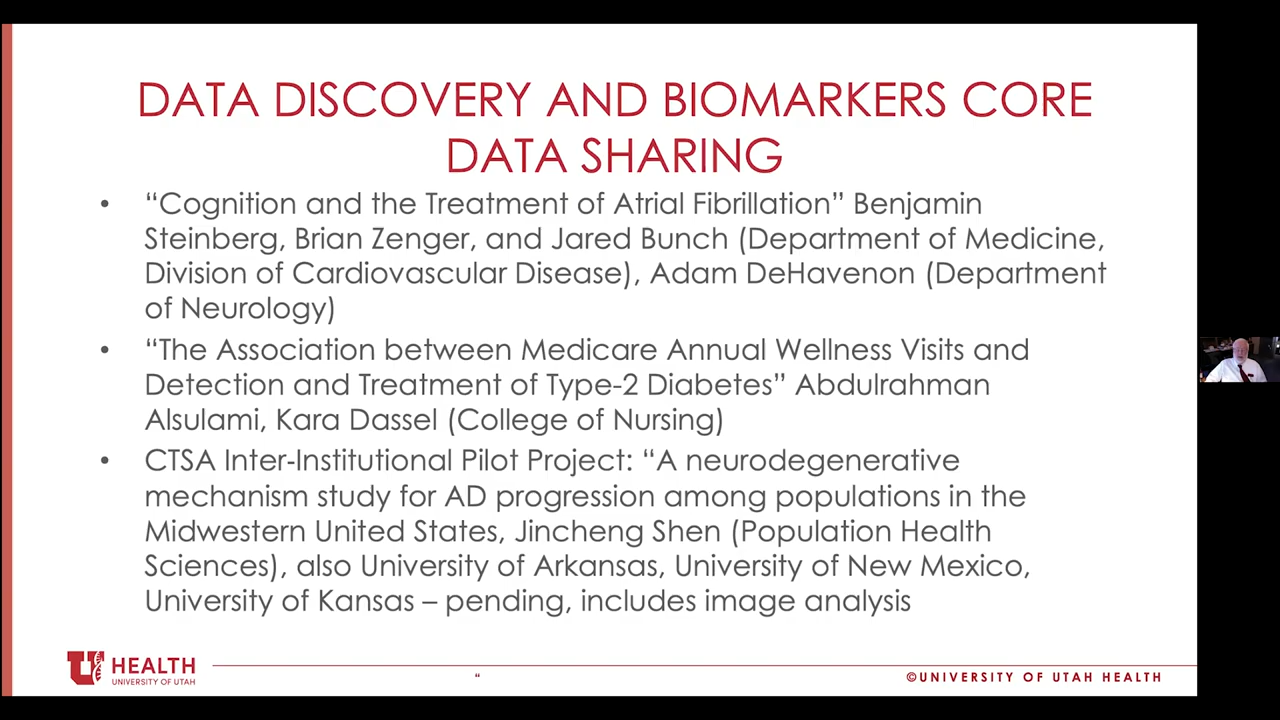 DATA DISCOVERY AND BIOMARKERS CORE
DATA SHARING
• “Cognition and the Treatment of Atrial Fibrillation” Benjamin
Steinberg, Brian Zenger, and Jared Bunch (Department of Medicine,
Division of Cardiovascular Disease), Adam DeHavenon (Department
of Neurology)
• “The Association between Medicare Annual Wellness Visits and
Detection and Treatment of Type-2 Diabetes” Abdulrahman
Alsulami, Kara Dassel (College of Nursing)
• CTSA Inter-Institutional Pilot Project: “A neurodegenerative
mechanism study for AD progression among populations in the
Midwestern United States, Jincheng Shen (Population Health
Sciences), also University of Arkansas, University of New Mexico,
University of Kansas – pending, includes image analysis
U HEALTH
UNIVERSITY OF UTAH
“
©UNIVERSITY OF UTAH HEALTH